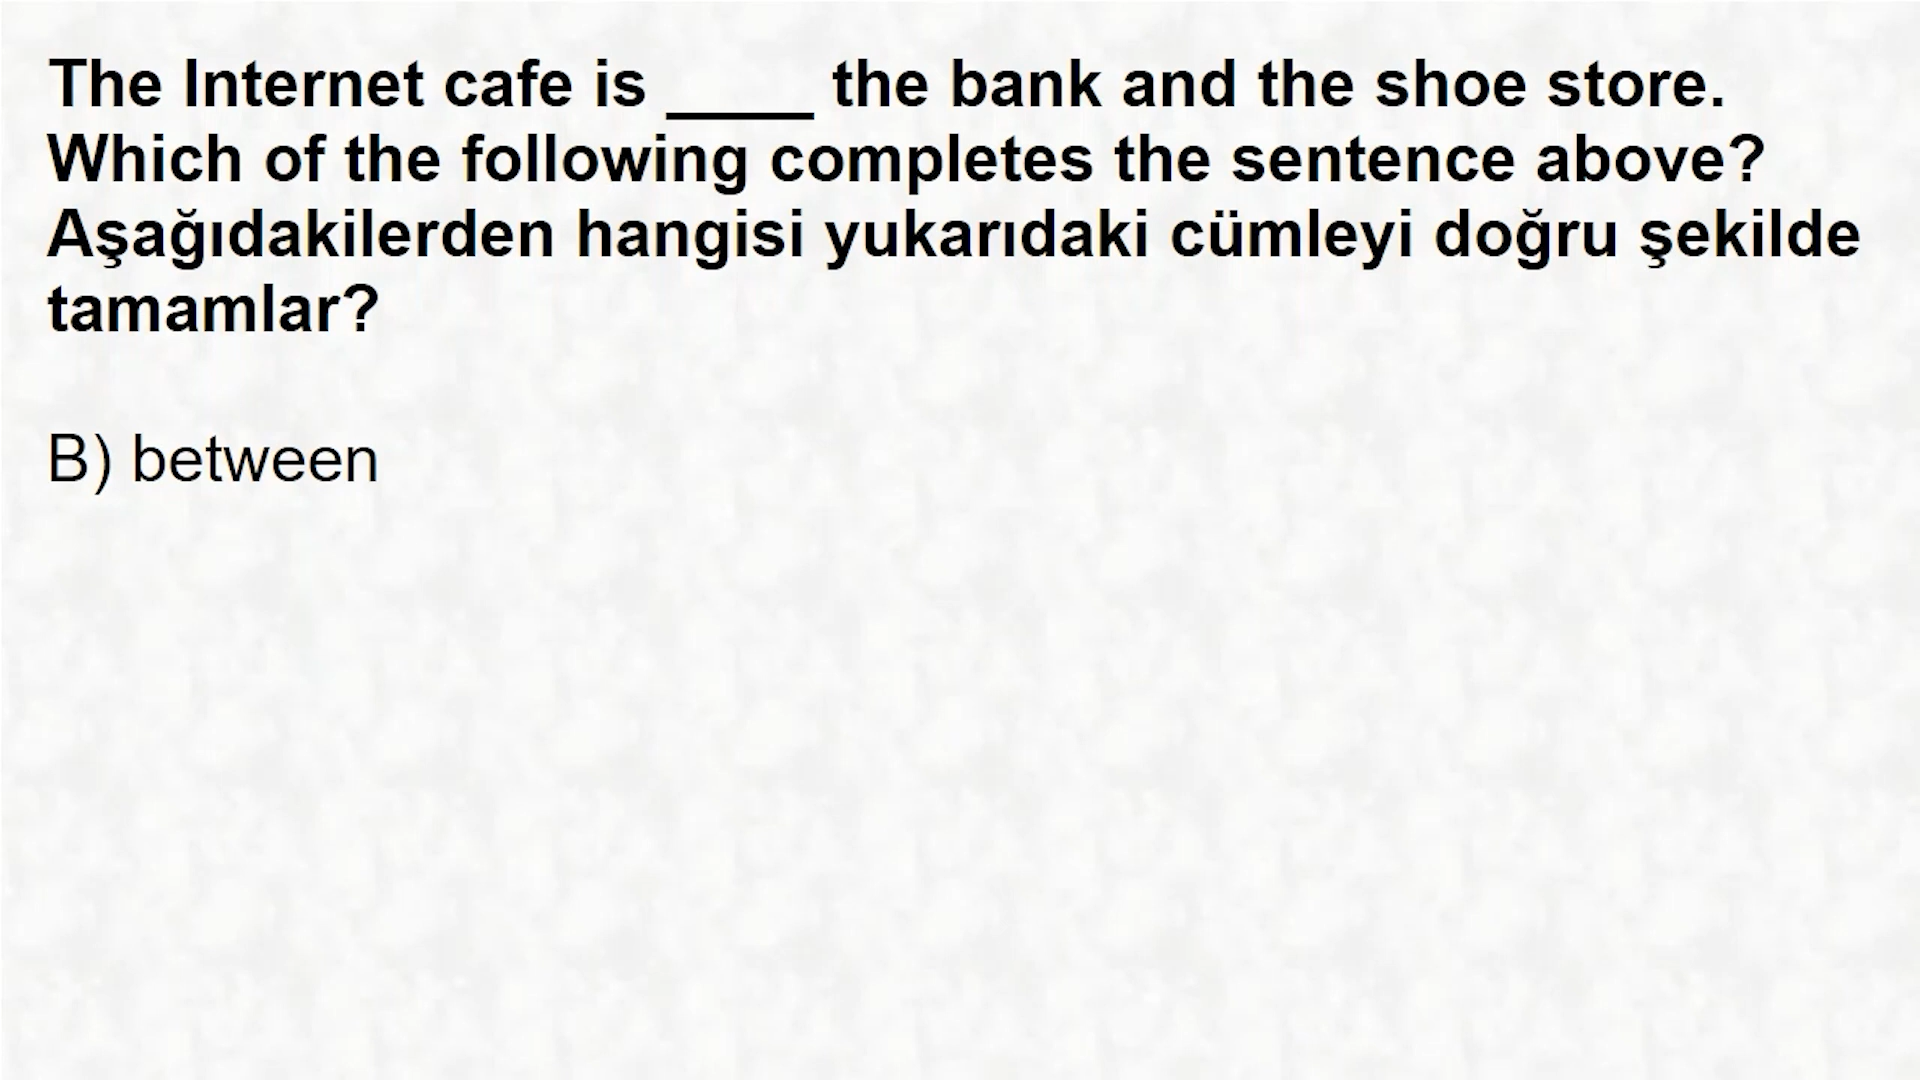 The Internet cafe is ____ the bank and the shoe store.
Which of the following completes the sentence above?
Aşağıdakilerden hangisi yukarıdaki cümleyi doğru şekilde
tamamlar?
B) between